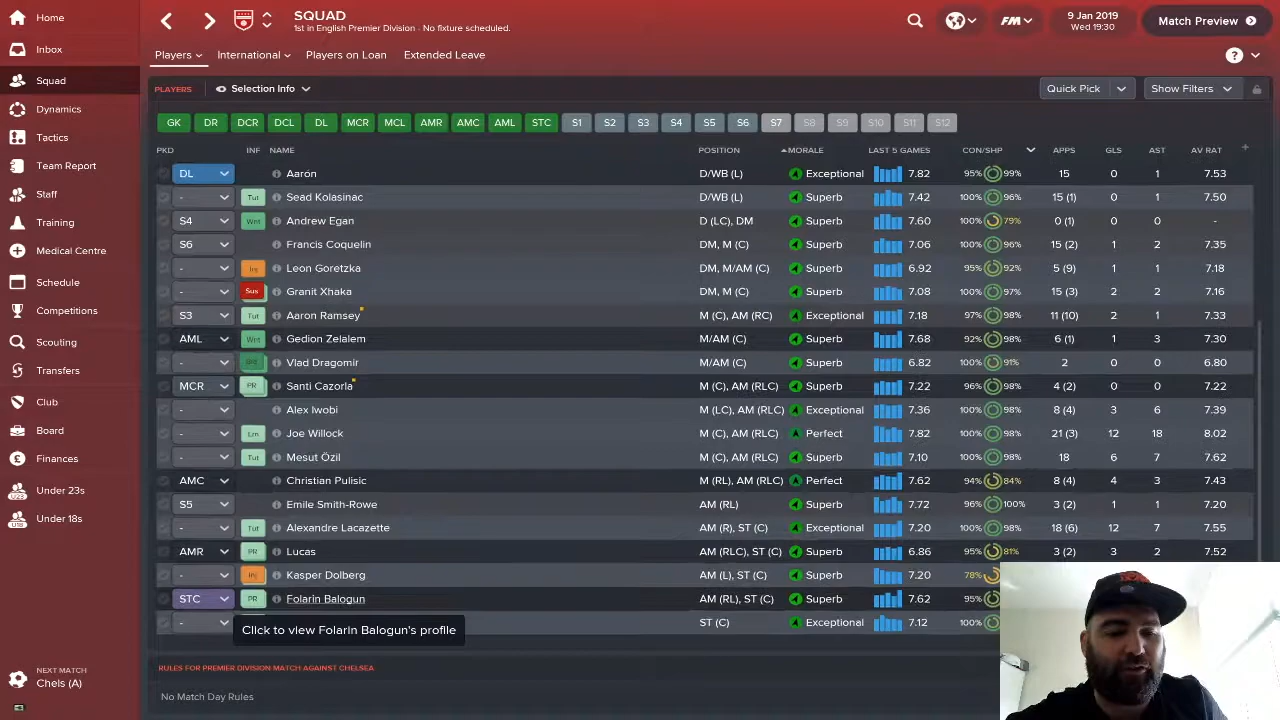 Home
Inbox
Squad
Dynamics
Tactics
Team Report
Staff
Training
Medical Centre
Schedule
Competitions
Scouting
Transfers
Club
Board
Finances
Under 23s
Under 18s
NEXT MATCH
Chels (A)
SQUAD
1st in English Premier Division - No fixture scheduled.
FM
9 Jan 2019
Wed 19:30
Match Preview
Players International Players on Loan Extended Leave
PLAYERS Selection Info Quick Pick Show Filters
GK DR DCR DCL DL MCR MCL AMR AMC AML STC S1 S2 S3 S4 S5 S6 S7 S8 S9 S10 S11 S12
PKD INF NAME POSITION MORALE LAST 5 GAMES CON/SHP APPS GLS AST AV RAT
DL Aarón D/WB (L) Exceptional 7.82 95% 99% 15 0 1 7.53
- Tut Sead Kolasinac D/WB (L) Superb 7.42 100% 96% 15 (1) 0 1 7.50
S4 Wnt Andrew Egan D (LC), DM Superb 7.60 100% 79% 0 (1) 0 0 -
S6 Francis Coquelin DM, M (C) Superb 7.06 100% 96% 15 (2) 1 2 7.35
- Inj Leon Goretzka DM, M/AM (C) Superb 6.92 95% 92% 5 (9) 1 1 7.18
- Sus Granit Xhaka DM, M (C) Superb 7.08 100% 97% 15 (3) 2 2 7.16
S3 Tut Aaron Ramsey M (C), AM (RC) Exceptional 7.18 97% 98% 11 (10) 2 1 7.33
AML Wnt Gedion Zelalem M/AM (C) Superb 7.68 92% 98% 6 (1) 1 3 7.30
- Vlad Dragomir M/AM (C) Superb 6.82 100% 91% 2 0 0 6.80
MCR PR Santi Cazorla M (C), AM (RLC) Superb 7.22 96% 98% 4 (2) 0 0 7.22
- Alex Iwobi M (LC), AM (RLC) Exceptional 7.36 100% 98% 8 (4) 3 6 7.39
- Lrn Joe Willock M (C), AM (RLC) Perfect 7.82 100% 98% 21 (3) 12 18 8.02
- Tut Mesut Özil M (C), AM (RLC) Superb 7.10 100% 98% 18 6 7 7.62
AMC Christian Pulisic M (RL), AM (RLC) Perfect 7.62 94% 84% 8 (4) 4 3 7.43
S5 Emile Smith-Rowe AM (RL) Superb 7.72 96% 100% 3 (2) 1 1 7.20
- Tut Alexandre Lacazette AM (R), ST (C) Exceptional 7.20 100% 98% 18 (6) 12 7 7.55
AMR PR Lucas AM (RLC), ST (C) Superb 6.86 95% 81% 3 (2) 3 2 7.52
- Inj Kasper Dolberg AM (L), ST (C) Superb 7.20 78%
STC PR Folarin Balogun AM (RL), ST (C) Superb 7.62 95%
- ST (C) Exceptional 7.12 100%
Click to view Folarin Balogun's profile
RULES FOR PREMIER DIVISION MATCH AGAINST CHELSEA
No Match Day Rules